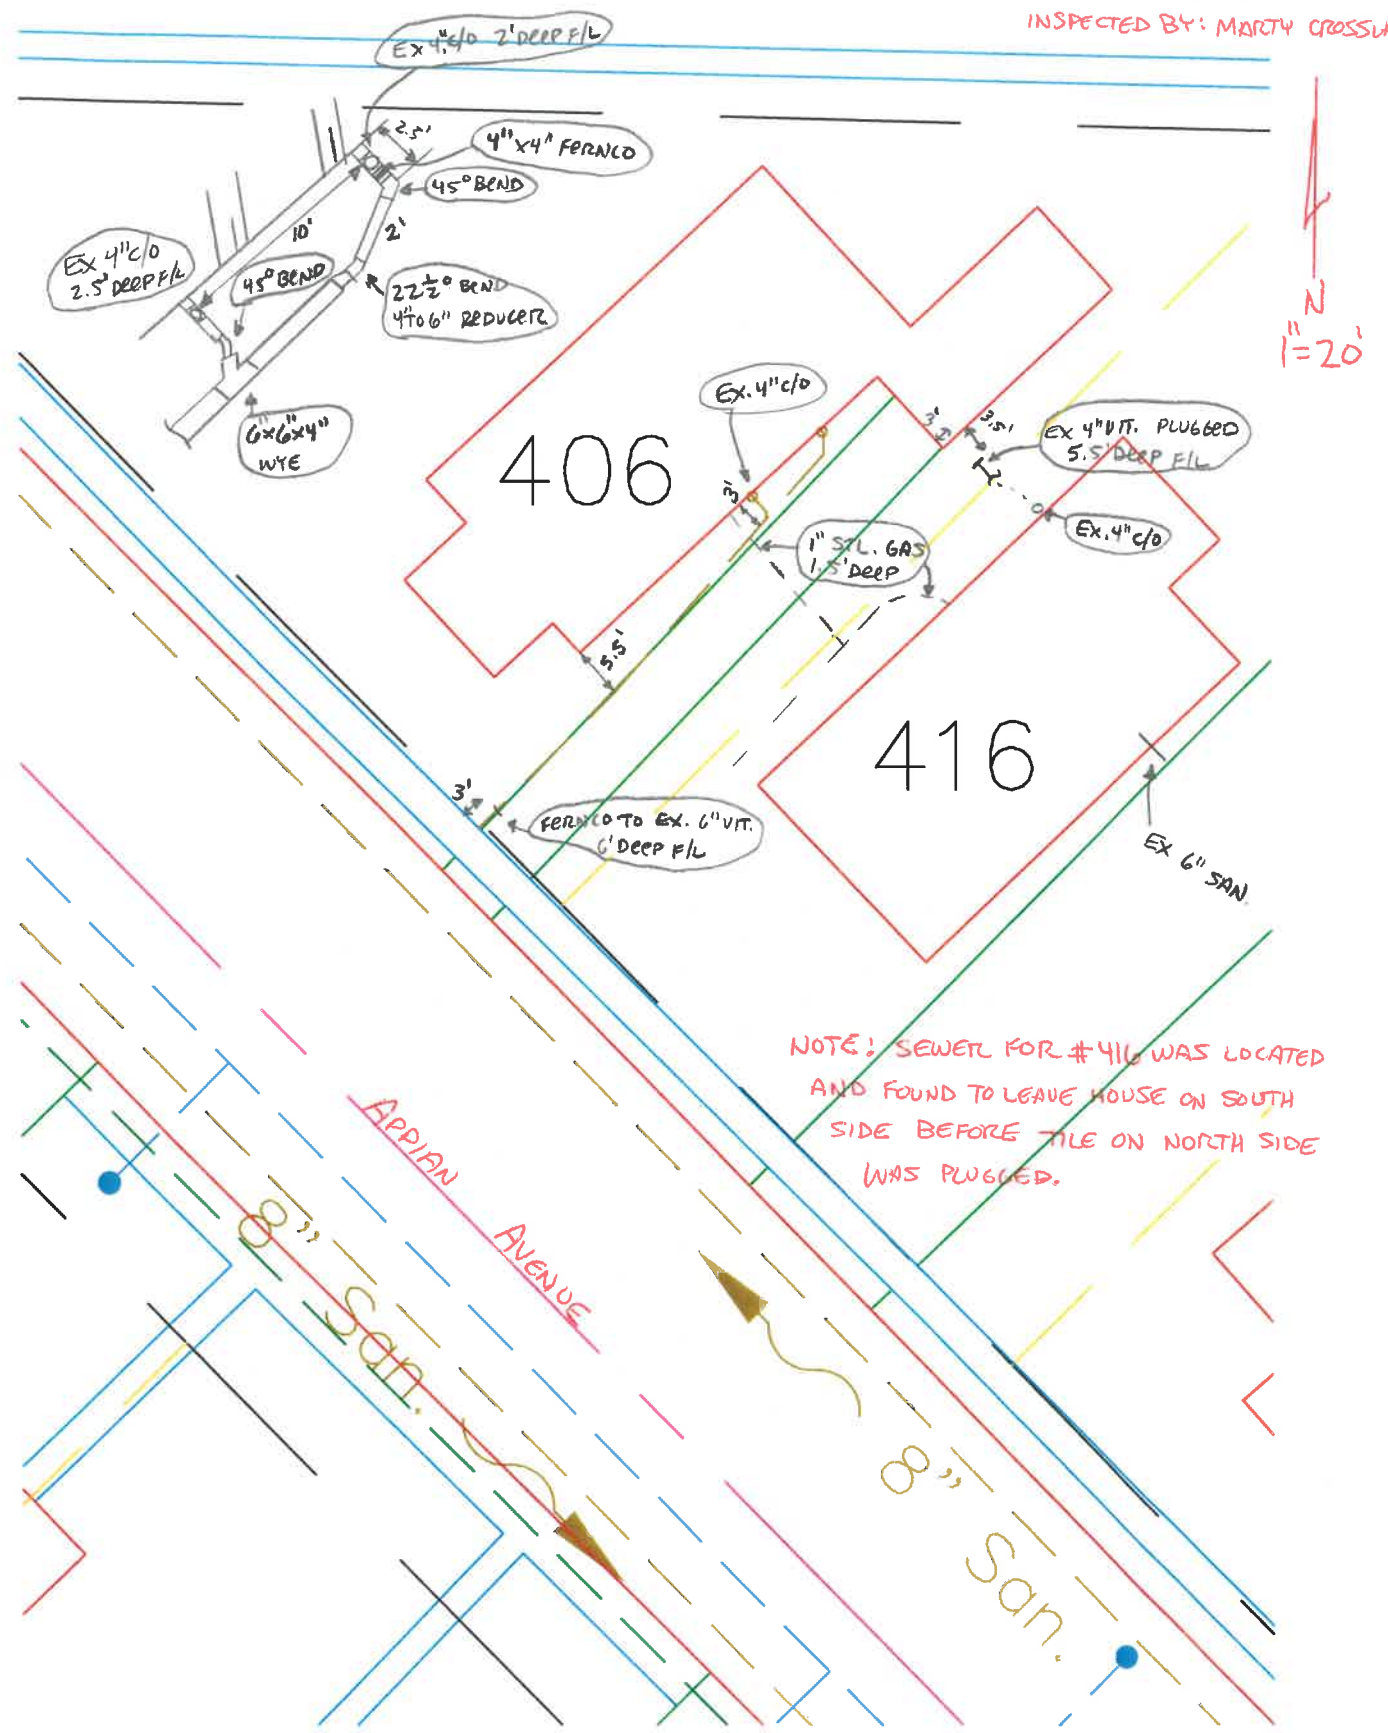 INSPECTED BY: MARTY
EX 4" C/O 2' DEEP F/L
2.5'
4" X 4" FERNCO
45° BEND
10'
2'
EX 4" C/O
2.5' DEEP F/L
45° BEND
22 1/2° BEND
4" TO 6" REDUCER
6"x6"x4"
WYE
N
1"=20'
EX. 4" C/O
406
3'
3'
3.5'
EX 4" VIT. PLUGGED
5.5' DEEP F/L
EX. 4" C/O
1" STL. GAS
1.5' DEEP
5.5'
416
3'
FERNCO TO EX. 6" VIT.
6' DEEP F/L
EX 6" SAN.
NOTE! SEWER FOR #416 WAS LOCATED
AND FOUND TO LEAVE HOUSE ON SOUTH
SIDE BEFORE TILE ON NORTH SIDE
WAS PLUGGED.
APPIAN
AVENUE
8" San.
8" San.